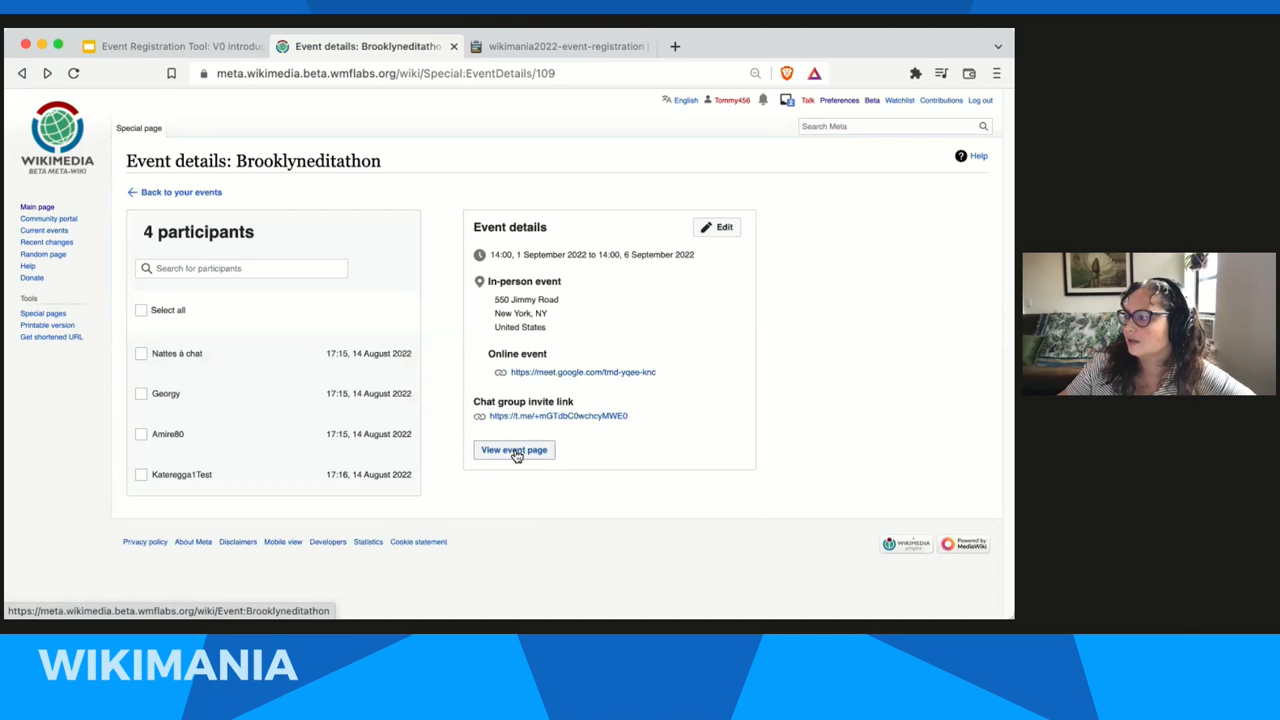 Event Registration Tool: V0 introdu
Event details: Brooklyneditatho
wikimania2022-event-registration
meta.wikimedia.beta.wmflabs.org/wiki/Special:EventDetails/109
English
Tommy456
2
Talk
Preferences
Beta
Watchlist
Contributions
Log out
WIKIMEDIA
BETA META-WIKI
Special page
Search Meta
Event details: Brooklyneditathon
Help
Back to your events
Main page
Community portal
Current events
Recent changes
Random page
Help
Donate
Tools
Special pages
Printable version
Get shortened URL
4 participants
Search for participants
Select all
Nattes à chat 17:15, 14 August 2022
Georgy 17:15, 14 August 2022
Amire80 17:15, 14 August 2022
Kateregga1Test 17:16, 14 August 2022
Event details
Edit
14:00, 1 September 2022 to 14:00, 6 September 2022
In-person event
550 Jimmy Road
New York, NY
United States
Online event
https://meet.google.com/tmd-yqee-knc
Chat group invite link
https://t.me/+mGTdbC0wchcyMWE0
View event page
Privacy policy
About Meta
Disclaimers
Mobile view
Developers
Statistics
Cookie statement
A
WIKIMEDIA
project
Powered by
MediaWiki
https://meta.wikimedia.beta.wmflabs.org/wiki/Event:Brooklyneditathon
WIKIMANIA